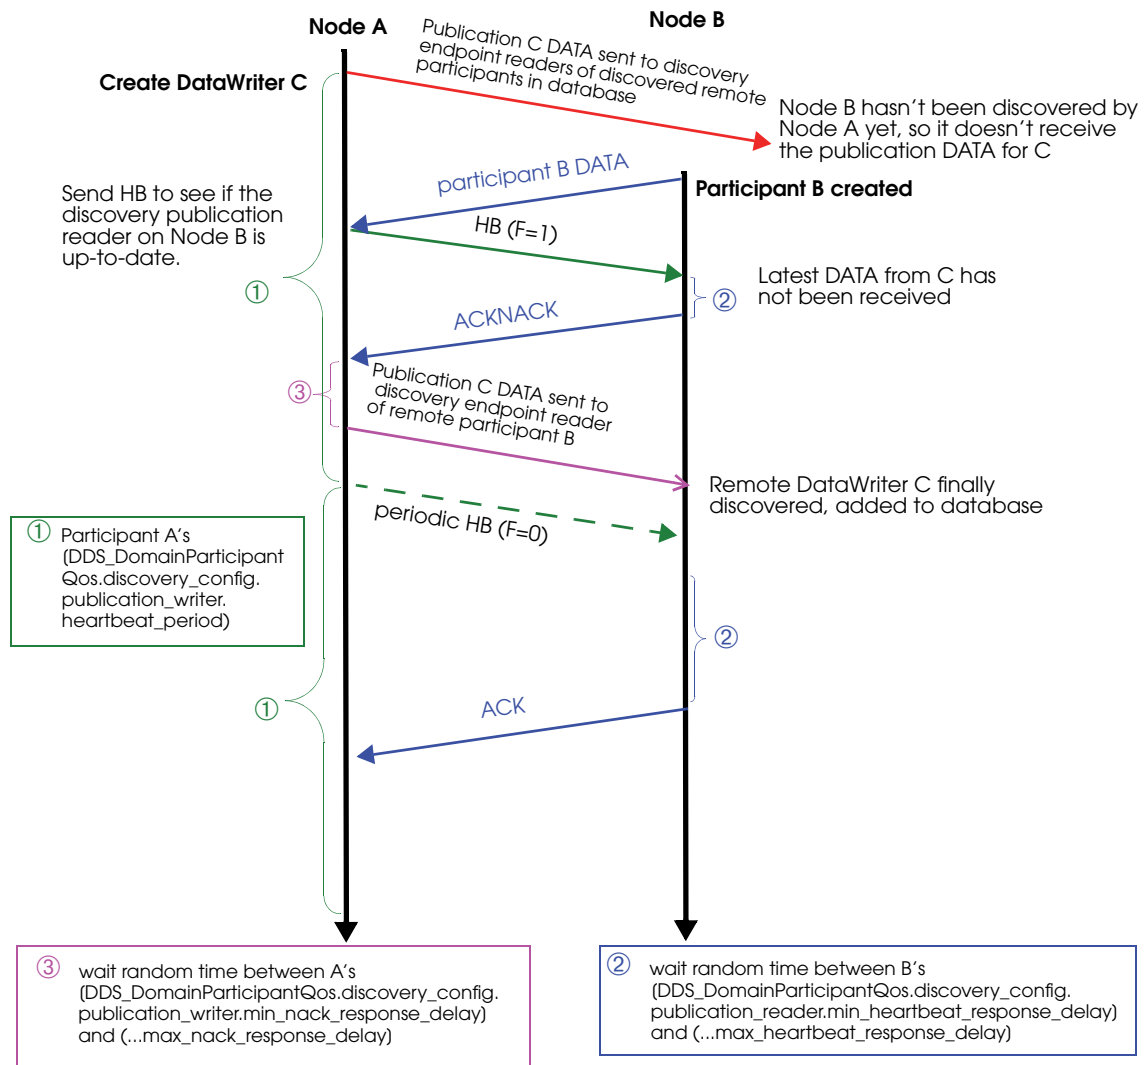 Node A
Node B
Create DataWriter C
Publication C DATA sent to discovery
endpoint readers of discovered remote
participants in database
Node B hasn't been discovered by
Node A yet, so it doesn't receive
the publication DATA for C
participant B DATA
Participant B created
Send HB to see if the
discovery publication
reader on Node B is
up-to-date.
HB (F=1)
①
Latest DATA from C has
not been received
②
ACKNACK
③
Publication C DATA sent to
discovery endpoint reader
of remote participant B
Remote DataWriter C finally
discovered, added to database
periodic HB (F=0)
① Participant A's
(DDS_DomainParticipant
Qos.discovery_config.
publication_writer.
heartbeat_period)
②
①
ACK
③ wait random time between A's
(DDS_DomainParticipantQos.discovery_config.
publication_writer.min_nack_response_delay)
and (...max_nack_response_delay)
② wait random time between B's
(DDS_DomainParticipantQos.discovery_config.
publication_reader.min_heartbeat_response_delay)
and (...max_heartbeat_response_delay)